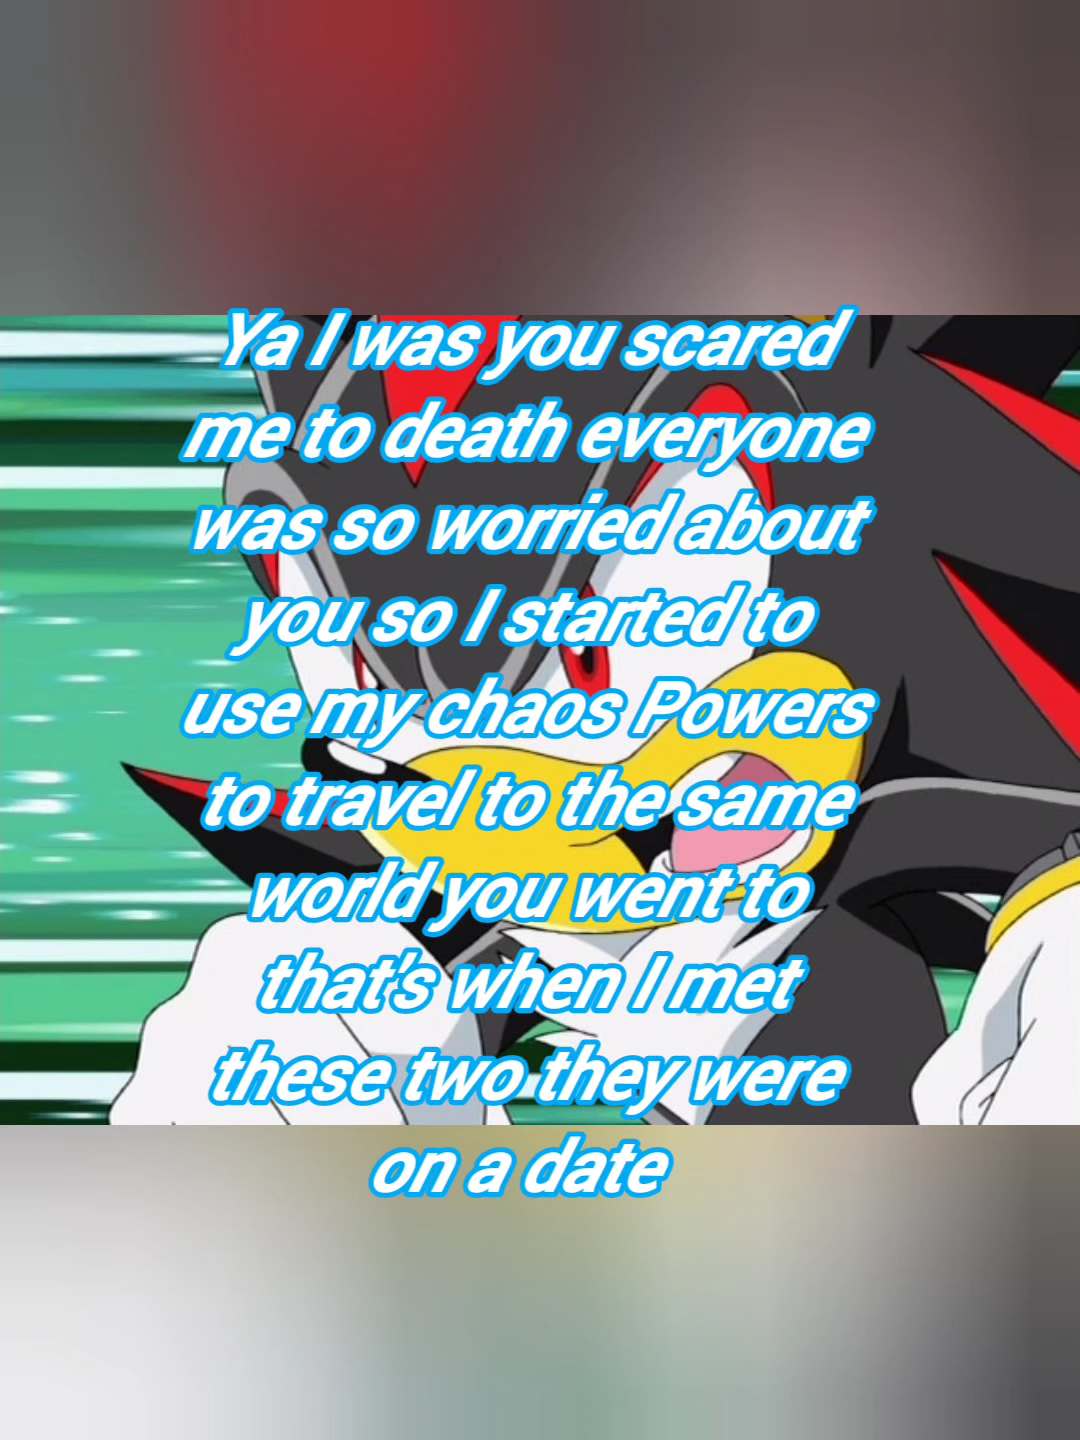 Ya I was you scared
me to death everyone
was so worried about
you so I started to
use my chaos Powers
to travel to the same
world you went to
that's when I met
these two they were
on a date